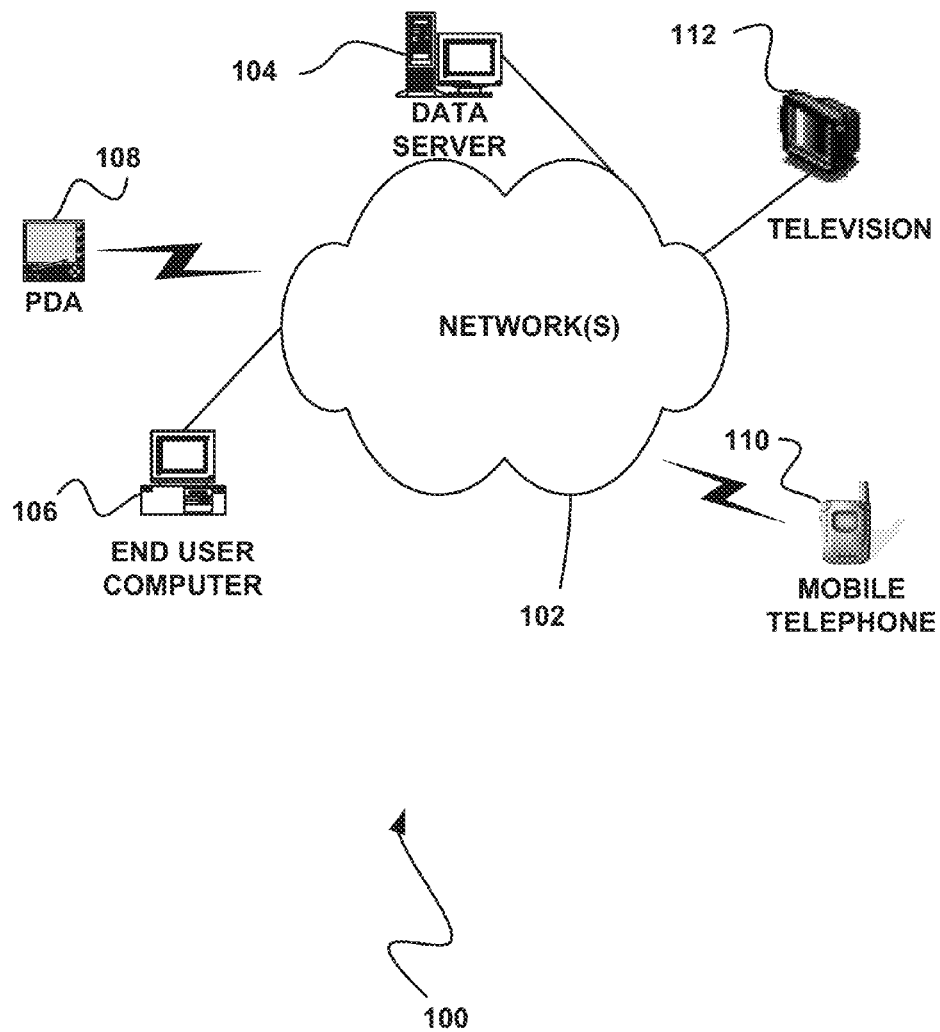 104
DATA
SERVER
112
TELEVISION
108
PDA
NETWORK(S)
106
END USER
COMPUTER
110
MOBILE
TELEPHONE
102
100